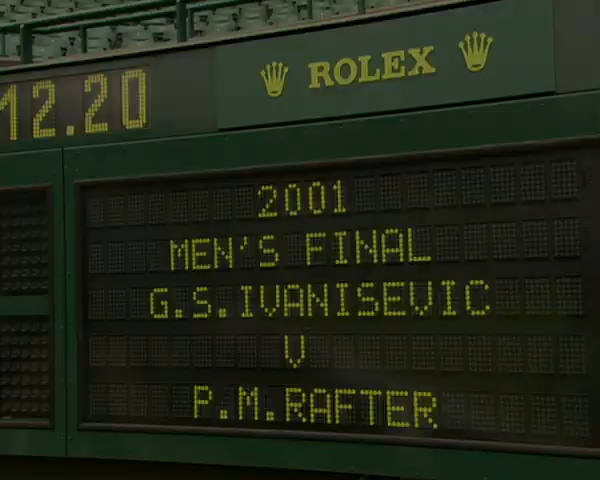 ROLEX
12.20
2001
MEN'S FINAL
G.S.IVANISEVIC
V
P.M.RAFTER